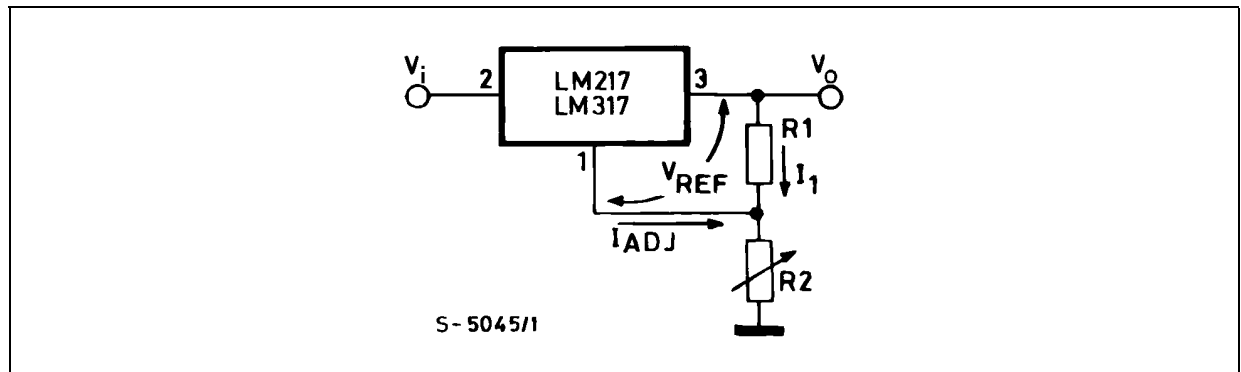 Vi
2
LM217
LM317
3
Vo
R1
1
VREF
I1
IADJ
R2
S-5045/1